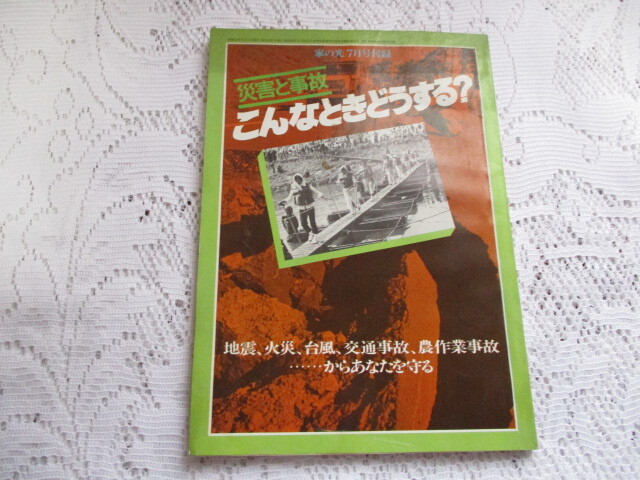 家の光7月号付録
災害と事故
こんなときどうする?
地震、火災、台風、交通事故、農作業事故
……からあなたを守る